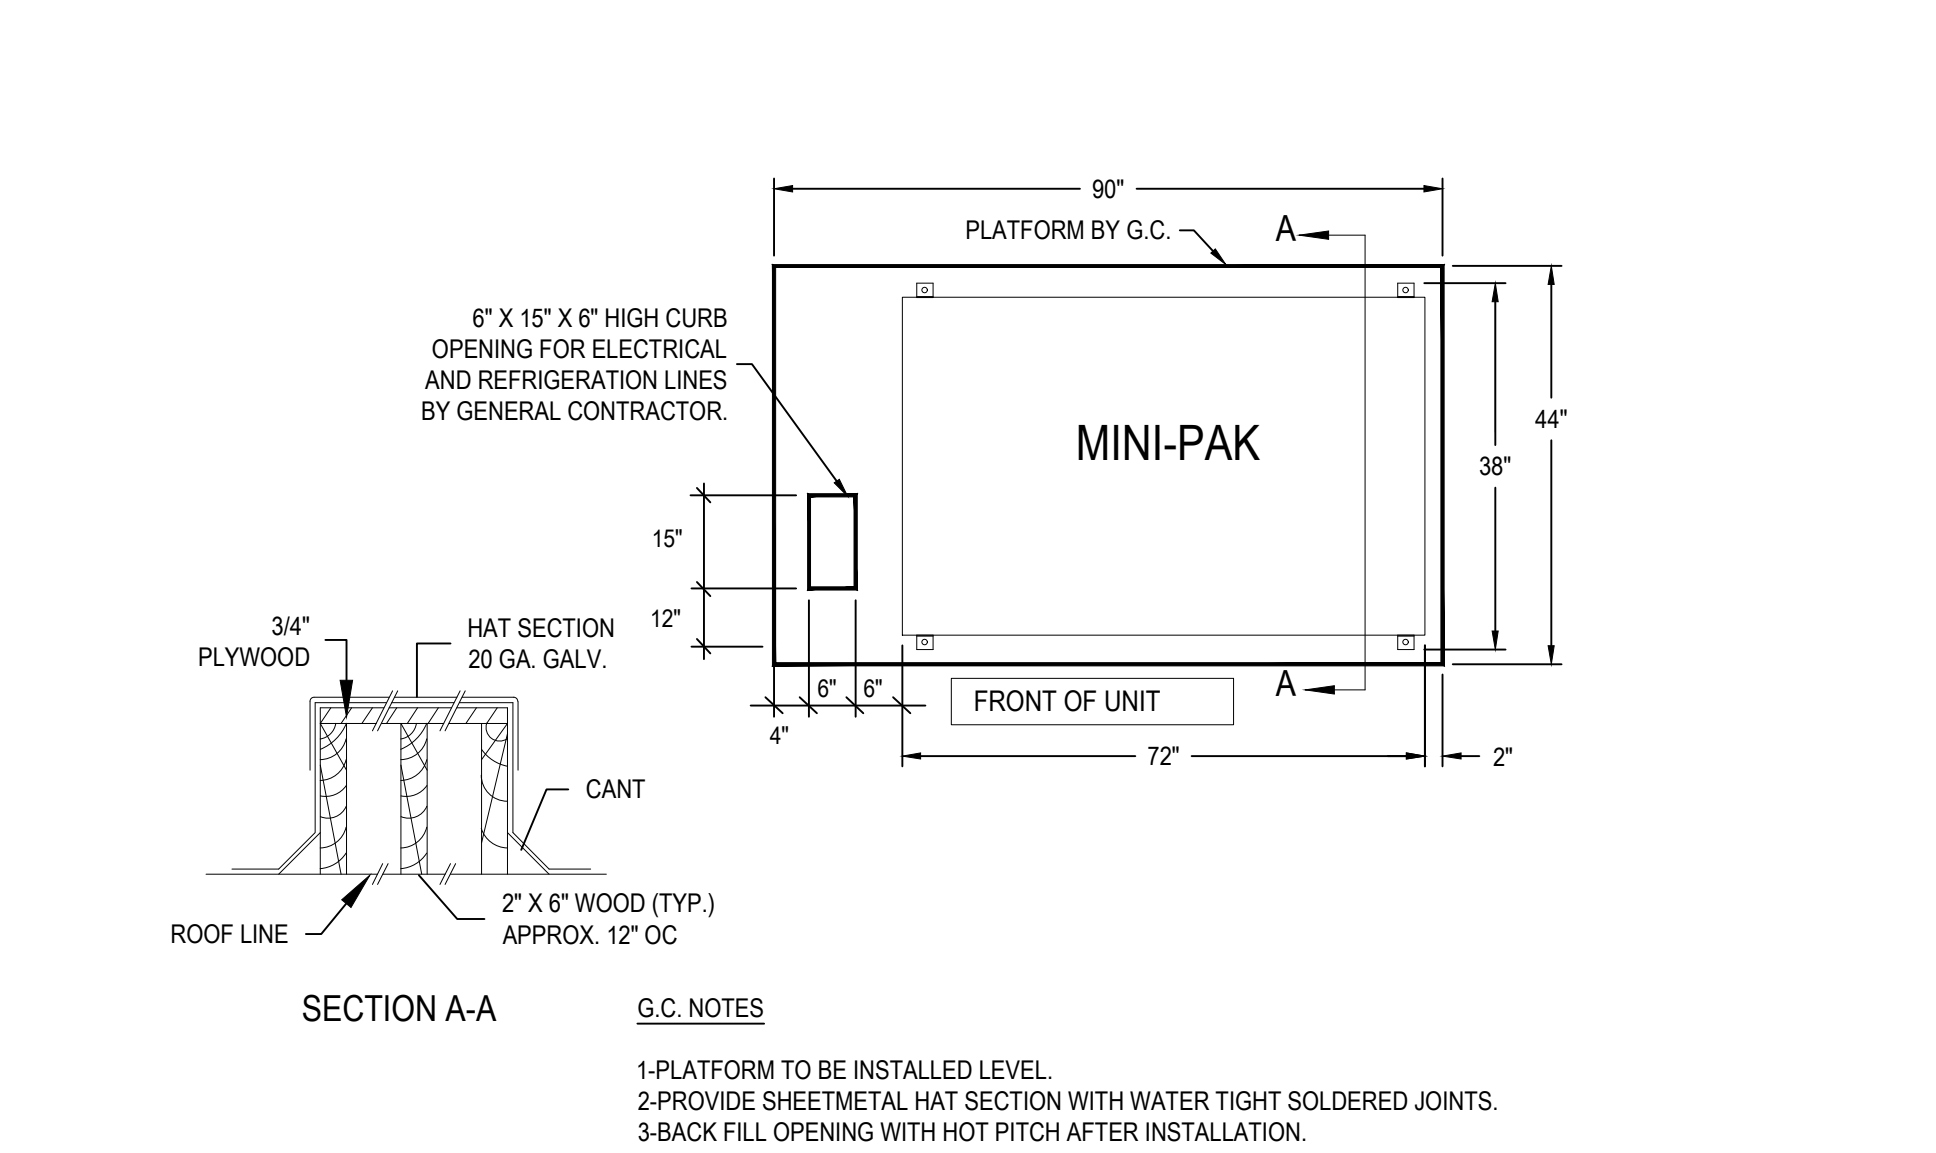 90"
PLATFORM BY G.C.
A
6" X 15" X 6" HIGH CURB
OPENING FOR ELECTRICAL
AND REFRIGERATION LINES
BY GENERAL CONTRACTOR.
MINI-PAK
44"
38"
15"
12"
3/4"
PLYWOOD
HAT SECTION
20 GA. GALV.
6"
6"
4"
FRONT OF UNIT
A
72"
2"
CANT
2" X 6" WOOD (TYP.)
APPROX. 12" OC
ROOF LINE
SECTION A-A
G.C. NOTES
1-PLATFORM TO BE INSTALLED LEVEL.
2-PROVIDE SHEETMETAL HAT SECTION WITH WATER TIGHT SOLDERED JOINTS.
3-BACK FILL OPENING WITH HOT PITCH AFTER INSTALLATION.